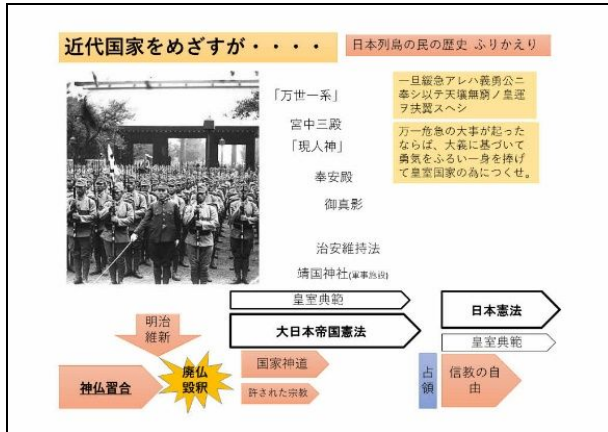 近代国家をめざすが・・・・
日本列島の民の歴史 ふりかえり
「万世一系」
宮中三殿
「現人神」
奉安殿
御真影
治安維持法
靖国神社(軍事施設)
一旦緩急アレハ義勇公ニ
奉シ以テ天壌無窮ノ皇運
ヲ扶翼スヘシ
万一危急の大事が起った
ならば、大義に基づいて
勇気をふるい一身を捧げ
て皇室国家の為につくせ。
皇室典範
大日本帝国憲法
日本憲法
皇室典範
明治
維新
神仏習合
廃仏
毀釈
国家神道
許された宗教
占
領
信教の自
由